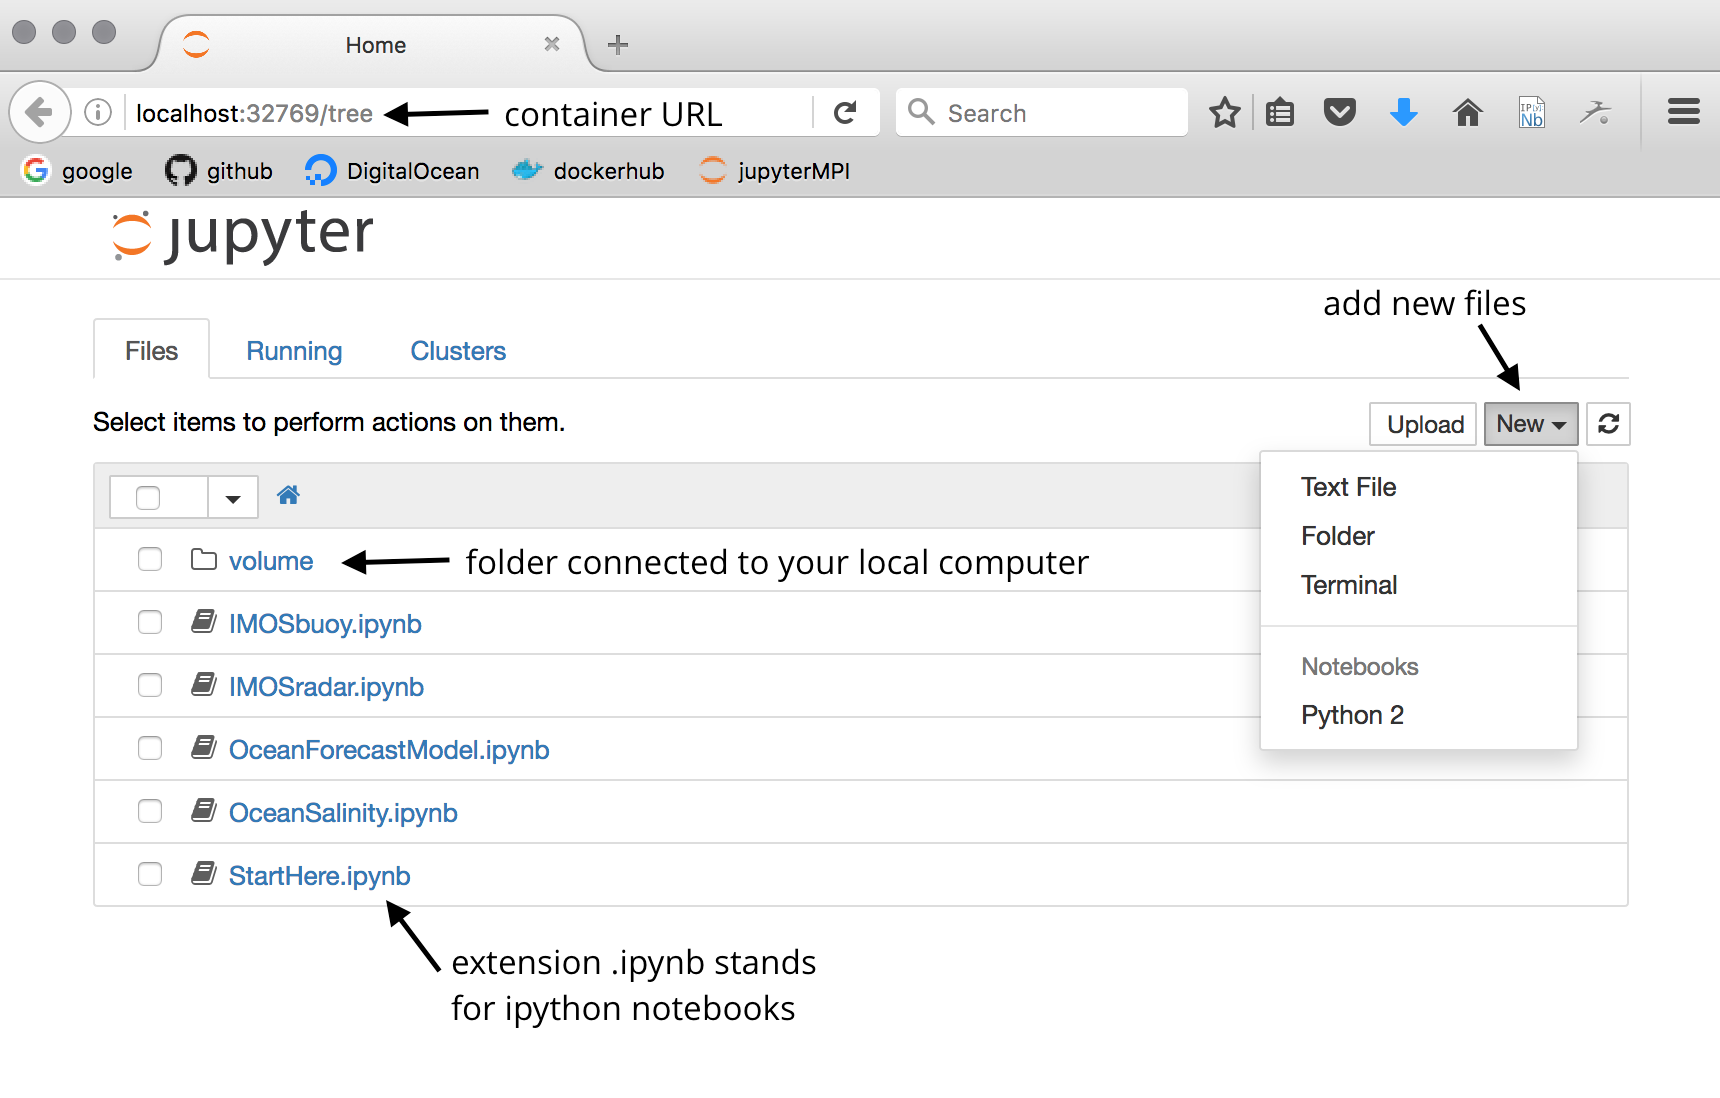 Home
localhost:32769/tree
container URL
Search
IP[y]
Nb
google
github
DigitalOcean
dockerhub
jupyterMPI
jupyter
add new files
Files
Running
Clusters
Select items to perform actions on them.
Upload
New
Text File
Folder
Terminal
Notebooks
Python 2
volume
folder connected to your local computer
IMOSbuoy.ipynb
IMOSradar.ipynb
OceanForecastModel.ipynb
OceanSalinity.ipynb
StartHere.ipynb
extension .ipynb stands
for ipython notebooks